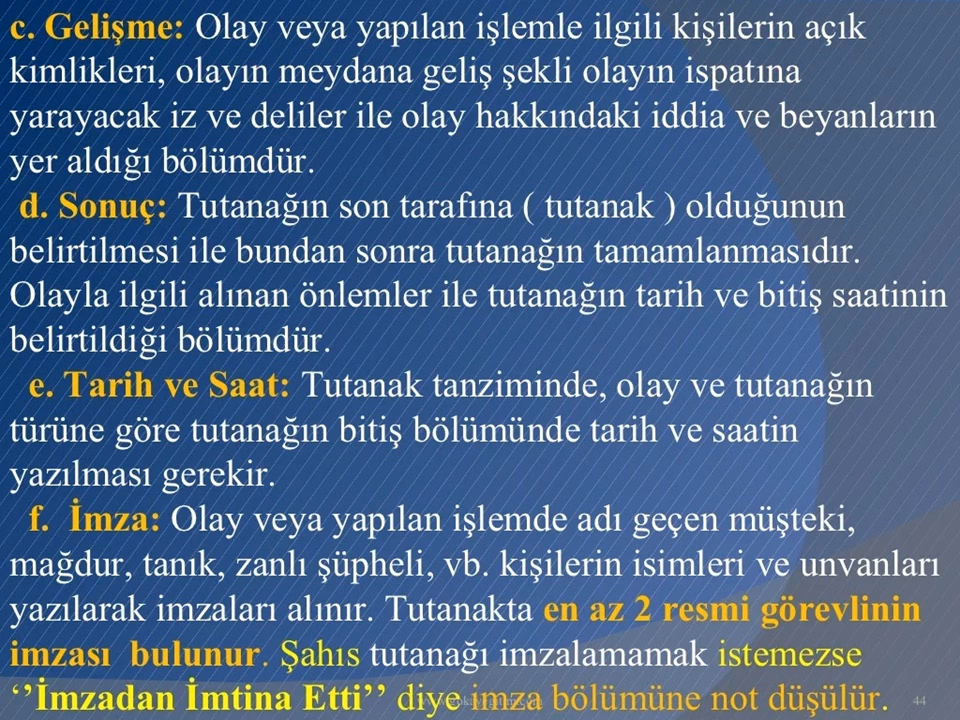 c. Gelişme: Olay veya yapılan işlemle ilgili kişilerin açık
kimlikleri, olayın meydana geliş şekli olayın ispatına
yarayacak iz ve deliler ile olay hakkındaki iddia ve beyanların
yer aldığı bölümdür.
d. Sonuç: Tutanağın son tarafına ( tutanak ) olduğunun
belirtilmesi ile bundan sonra tutanağın tamamlanmasıdır.
Olayla ilgili alınan önlemler ile tutanağın tarih ve bitiş saatinin
belirtildiği bölümdür.
e. Tarih ve Saat: Tutanak tanziminde, olay ve tutanağın
türüne göre tutanağın bitiş bölümünde tarih ve saatin
yazılması gerekir.
f. İmza: Olay veya yapılan işlemde adı geçen müşteki,
mağdur, tanık, zanlı şüpheli, vb. kişilerin isimleri ve unvanları
yazılarak imzaları alınır. Tutanakta en az 2 resmi görevlinin
imzası bulunur. Şahıs tutanağı imzalamamak istemezse
‘’İmzadan İmtina Etti’’ diye imza bölümüne not düşülür.
44